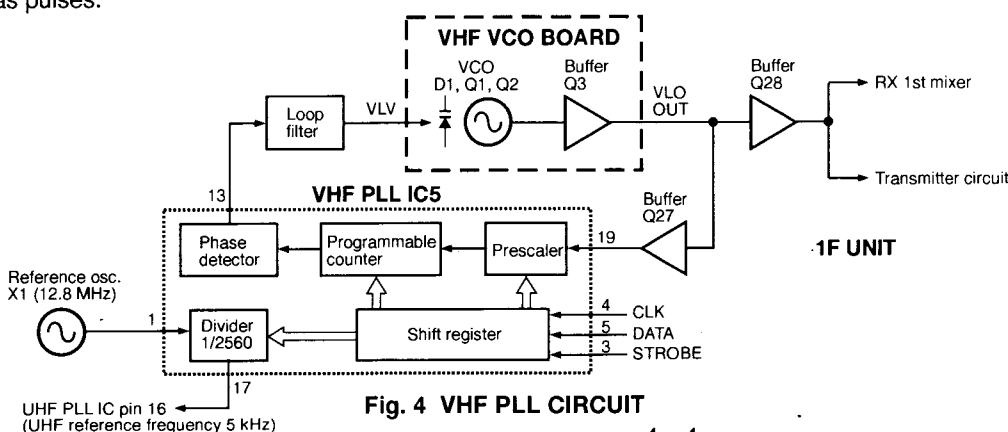 as pulses.
VHF VCO BOARD
VCO
D1, Q1, Q2
Buffer
Q3
VLO
OUT
Buffer
Q28
RX 1st mixer
Transmitter circuit
Loop
filter
VLV
13
VHF PLL IC5
Phase
detector
Programmable
counter
Prescaler
19
Buffer
Q27
1F UNIT
Reference osc.
X1 (12.8 MHz)
1
Divider
1/2560
Shift register
4
CLK
5
DATA
3
STROBE
17
UHF PLL IC pin 16
(UHF reference frequency 5 kHz)
Fig. 4 VHF PLL CIRCUIT